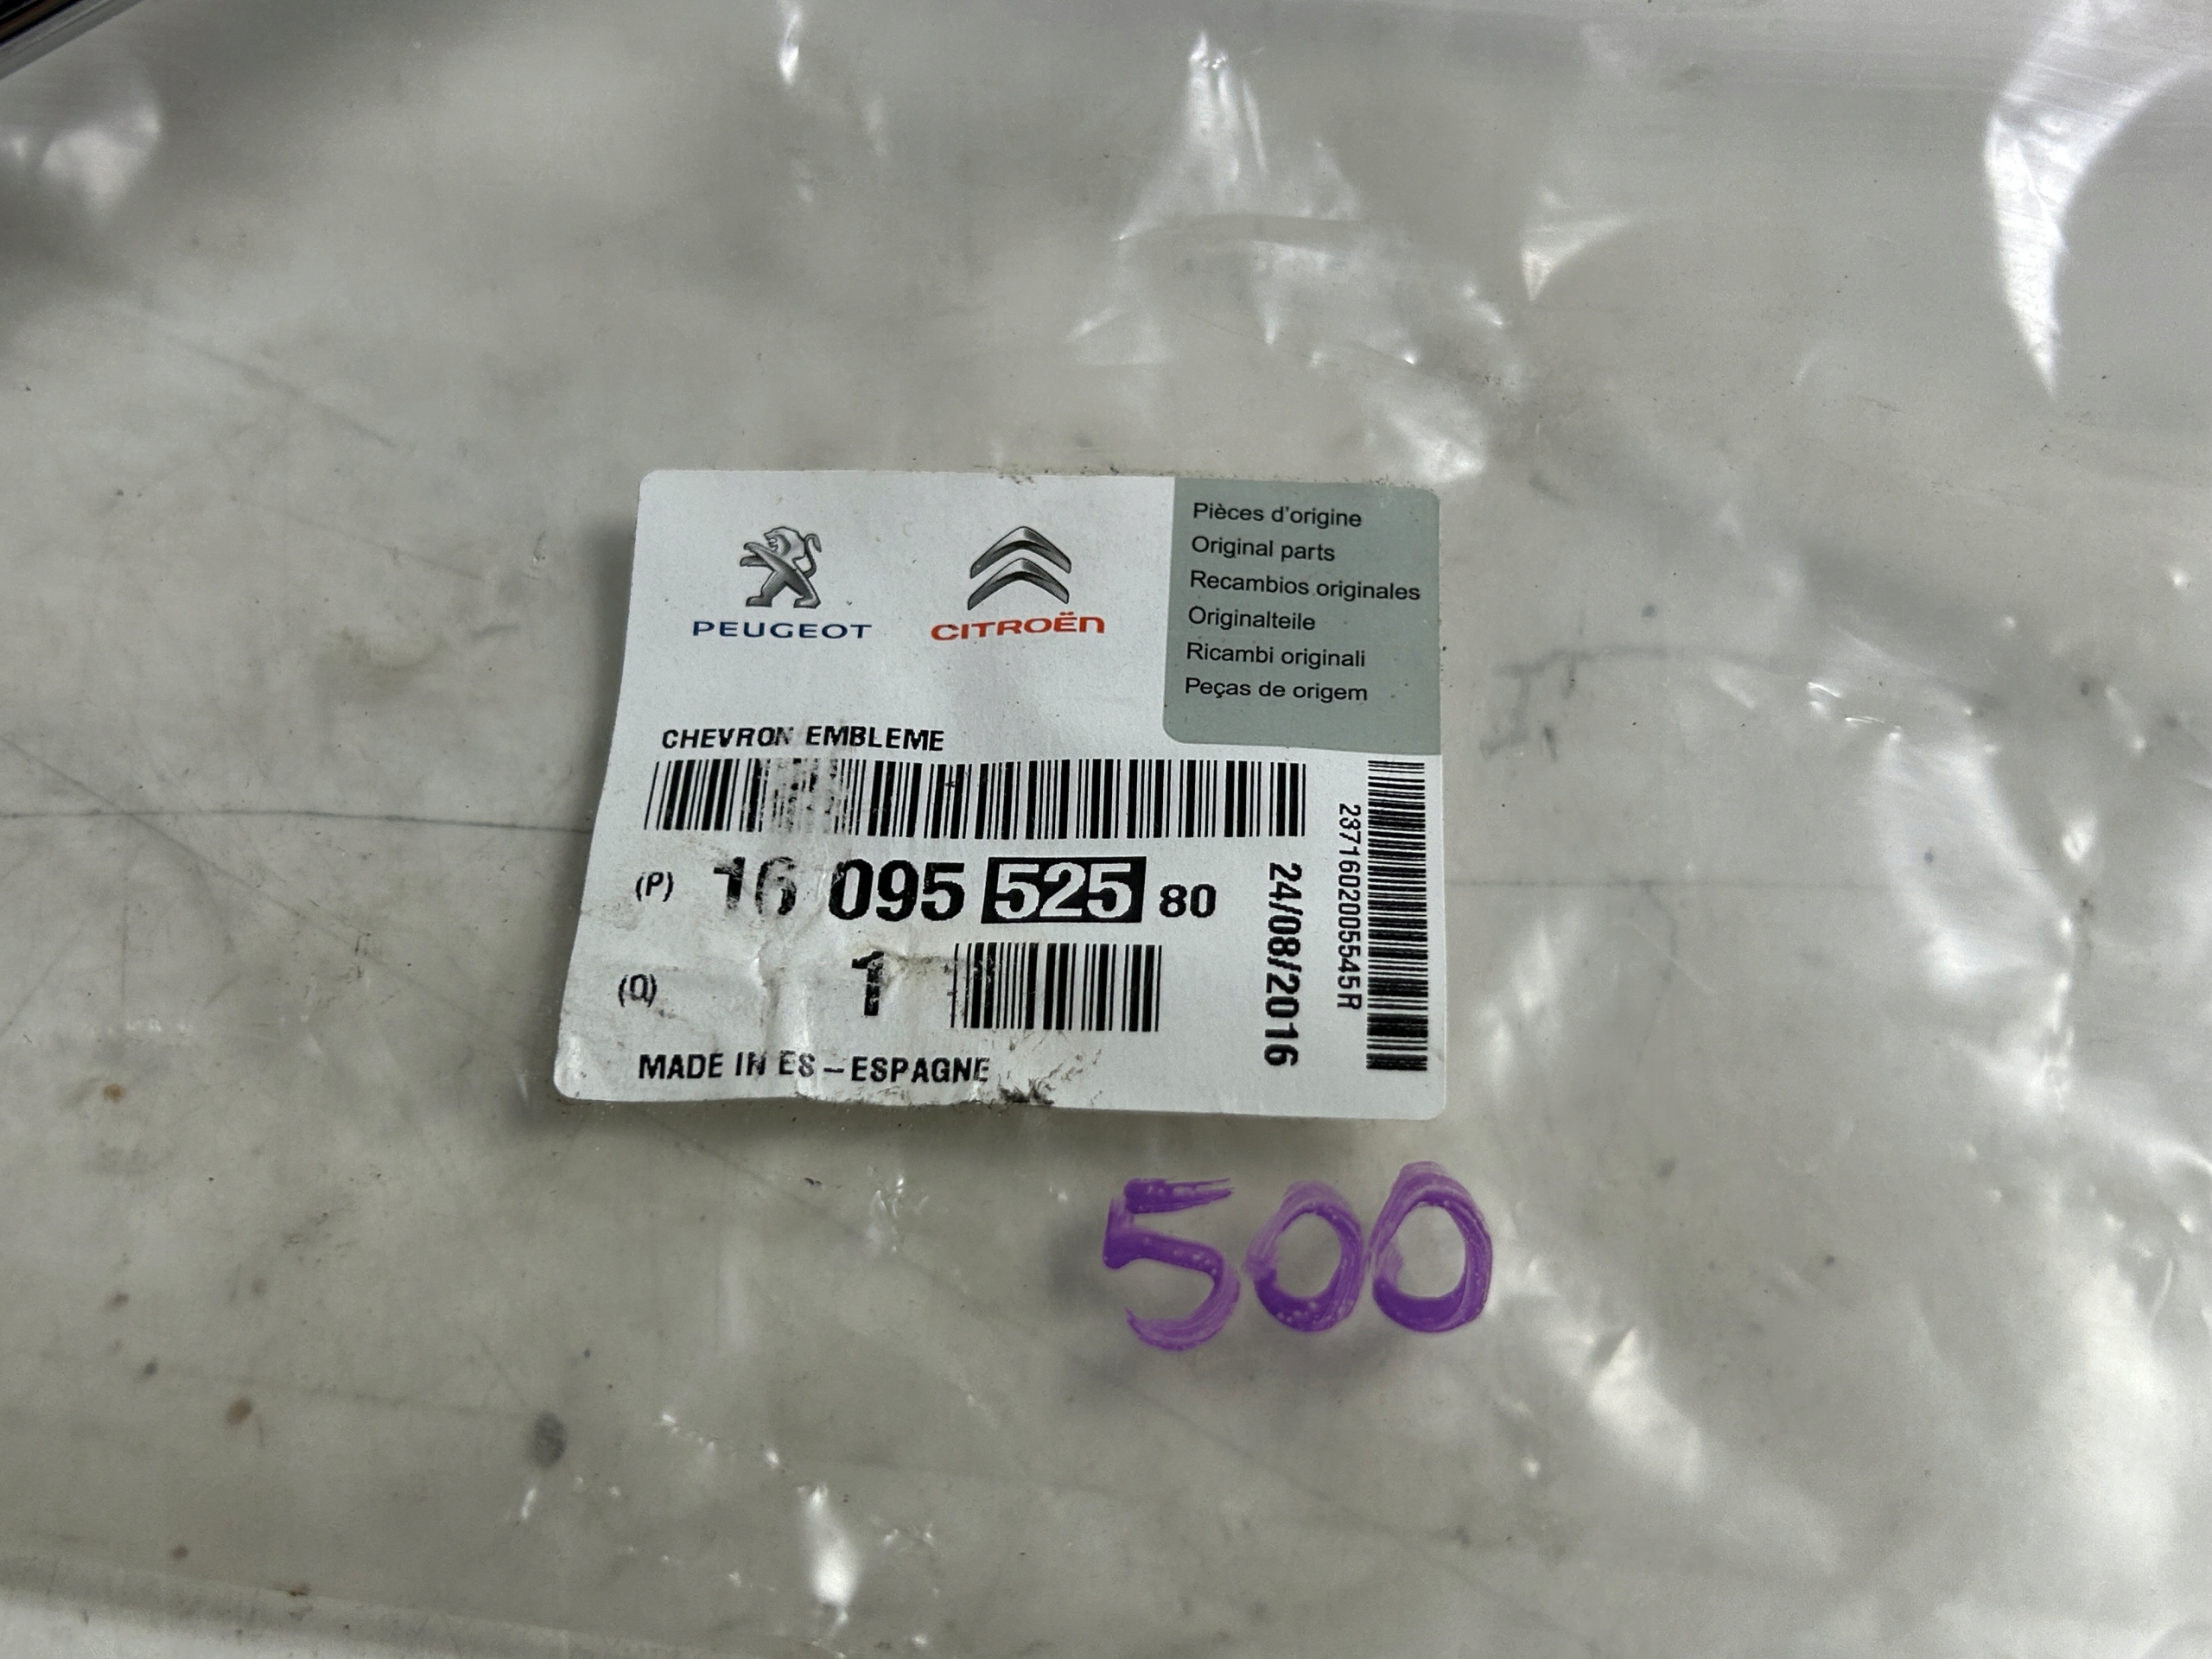 PEUGEOT
CITROËN
Pièces d'origine
Original parts
Recambios originales
Originalteile
Ricambi originali
Peças de origem
CHEVRON EMBLEME
(P) 16 095 525 80
(Q) 1
MADE IN ES – ESPAGNE
24/08/2016
2371602005545R
500